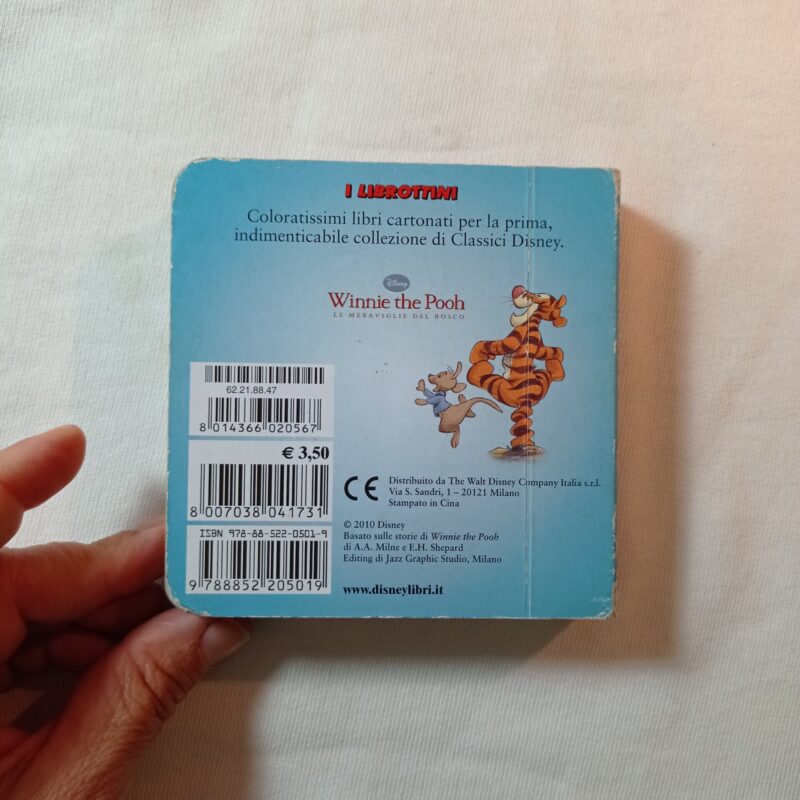 I LIBROTTINI
Coloratissimi libri cartonati per la prima,
indimenticabile collezione di Classici Disney.
Disney
Winnie the Pooh
LE MERAVIGLIE DEL BOSCO
62.21.88.47
8 014366 020567
€ 3,50
8 007038 041731
ISBN 978-88-522-0501-9
9 788852 205019
CE
Distribuito da The Walt Disney Company Italia s.r.l.
Via S. Sandri, 1 – 20121 Milano
Stampato in Cina
© 2010 Disney
Basato sulle storie di Winnie the Pooh
di A.A. Milne e E.H. Shepard
Editing di Jazz Graphic Studio, Milano
www.disneylibri.it